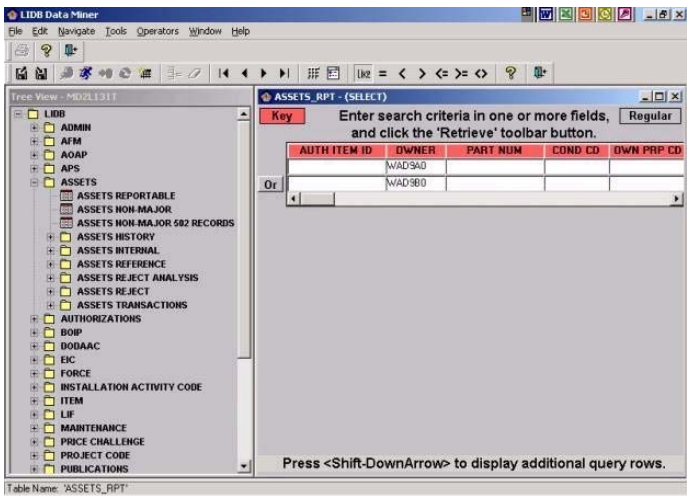 LIDB Data Miner
File Edit Navigate Tools Operators Window Help
Like = < > <= >= <>
Tree View - MD2L131T
LIDB
ADMIN
AFM
AOAP
APS
ASSETS
ASSETS REPORTABLE
ASSETS NON-MAJOR
ASSETS NON-MAJOR 502 RECORDS
ASSETS HISTORY
ASSETS INTERNAL
ASSETS REFERENCE
ASSETS REJECT ANALYSIS
ASSETS REJECT
ASSETS TRANSACTIONS
AUTHORIZATIONS
BOIP
DODAAC
EIC
FORCE
INSTALLATION ACTIVITY CODE
ITEM
LIF
MAINTENANCE
PRICE CHALLENGE
PROJECT CODE
PUBLICATIONS
ASSETS_RPT - (SELECT)
Key Enter search criteria in one or more fields, Regular
and click the 'Retrieve' toolbar button.
AUTH ITEM ID OWNER PART NUM COND CD OWN PRP CD
WAD9A0
Or WAD9B0
Press <Shift-DownArrow> to display additional query rows.
Table Name: 'ASSETS_RPT'